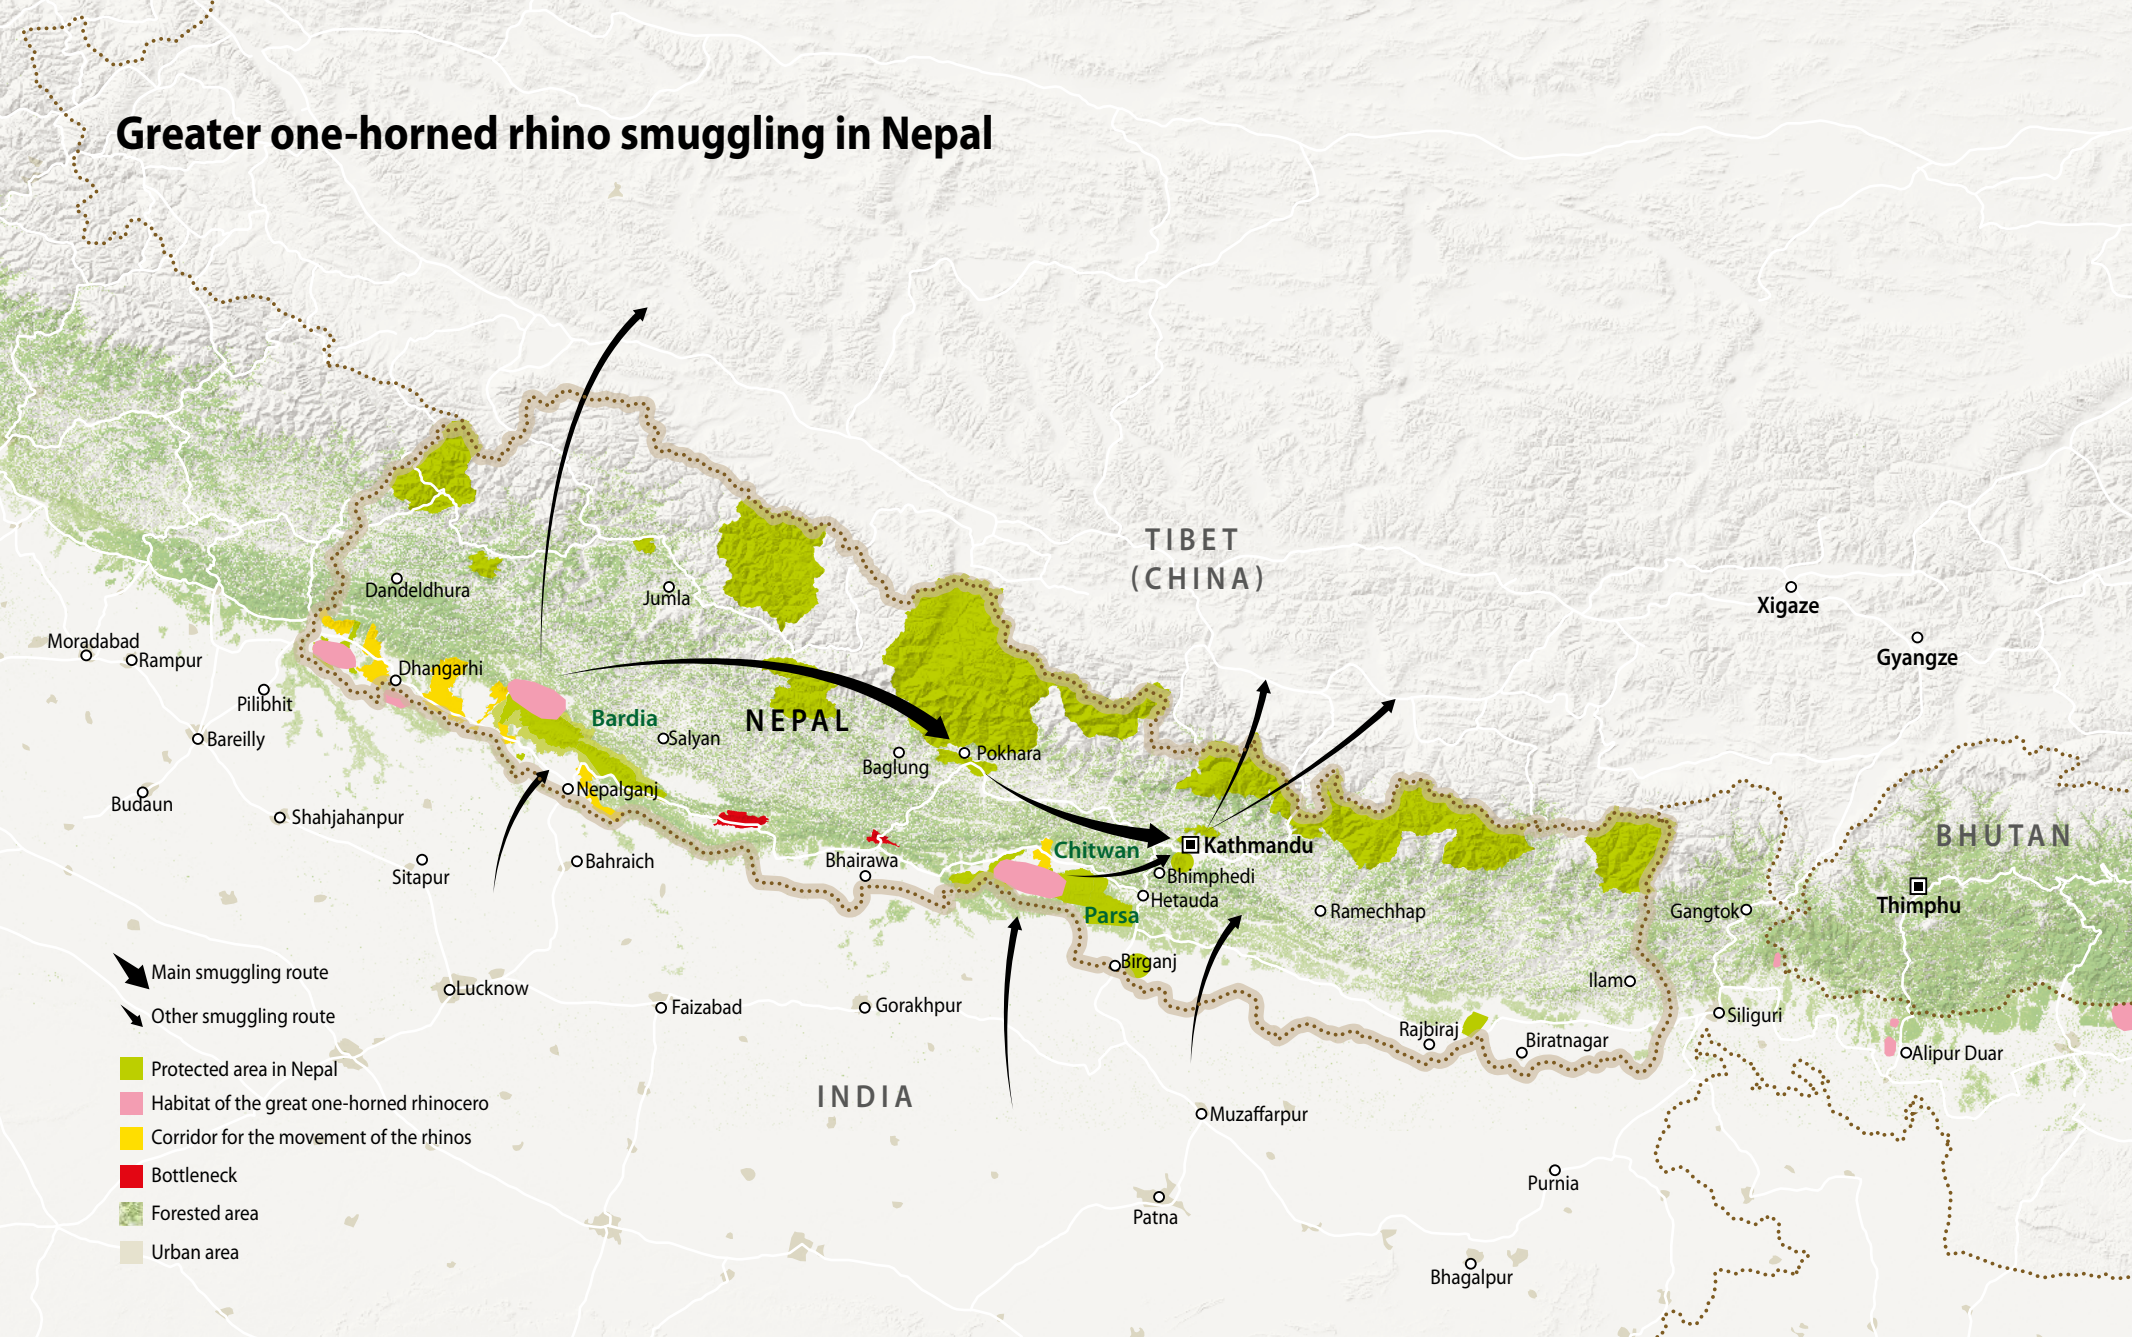 Greater one-horned rhino smuggling in Nepal
TIBET
(CHINA)
Xigaze
Gyangze
Dandeldhura
Jumla
Moradabad
Rampur
Dhangarhi
Pilibhit
Bareilly
Bardia
NEPAL
Salyan
Baglung
Pokhara
Budaun
Nepalganj
Shahjahanpur
Sitapur
Bahraich
Bhairawa
Chitwan
Kathmandu
Bhimphedi
Hetauda
Parsa
Ramechhap
BHUTAN
Thimphu
Gangtok
Birganj
Ilam
Lucknow
Faizabad
Gorakhpur
Rajbiraj
Biratnagar
Siliguri
Alipur Duar
INDIA
Muzaffarpur
Patna
Purnia
Bhagalpur
Main smuggling route
Other smuggling route
Protected area in Nepal
Habitat of the great one-horned rhinocero
Corridor for the movement of the rhinos
Bottleneck
Forested area
Urban area